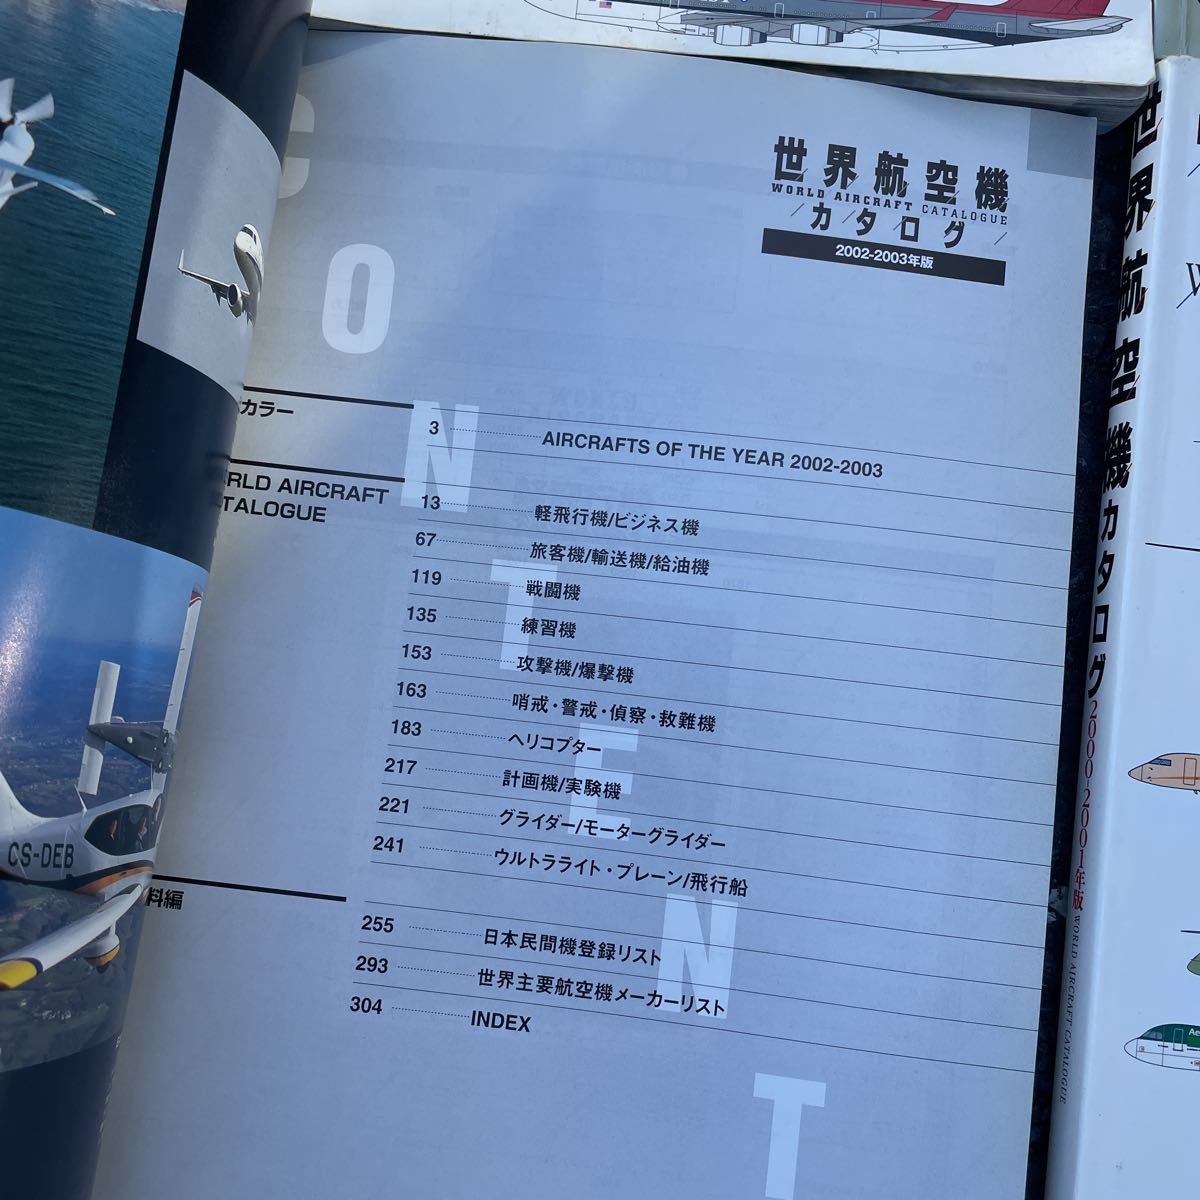 世界航空機
WORLD AIRCRAFT CATALOGUE
カタログ
2002-2003年版
C
O
N
T
E
N
T
カラー
3 AIRCRAFTS OF THE YEAR 2002-2003
RLD AIRCRAFT
TALOGUE
13 軽飛行機/ビジネス機
67 旅客機/輸送機/給油機
119 戦闘機
135 練習機
153 攻撃機/爆撃機
163 哨戒・警戒・偵察・救難機
183 ヘリコプター
217 計画機/実験機
221 グライダー/モーターグライダー
241 ウルトラライト・プレーン/飛行船
料編
255 日本民間機登録リスト
293 世界主要航空機メーカーリスト
304 INDEX
CS-DEB
世界航空機カタログ2000-2001年版 WORLD AIRCRAFT CATALOGUE